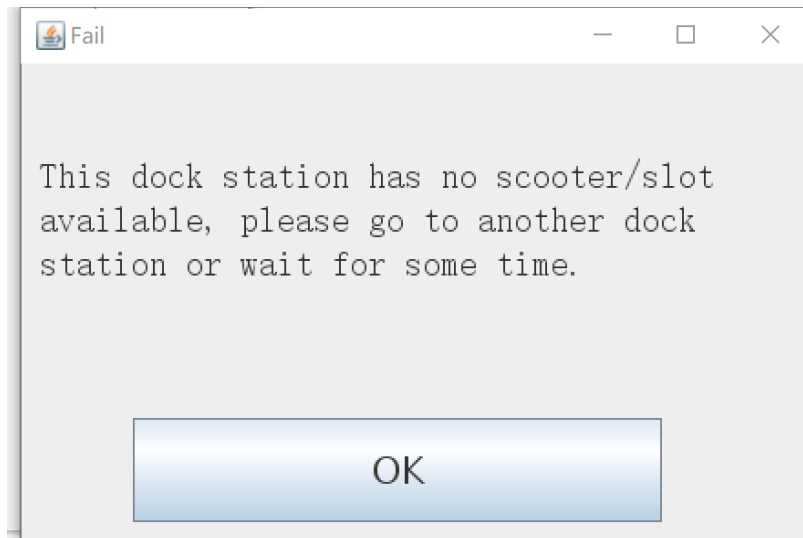 Fail
This dock station has no scooter/slot
available, please go to another dock
station or wait for some time.
OK